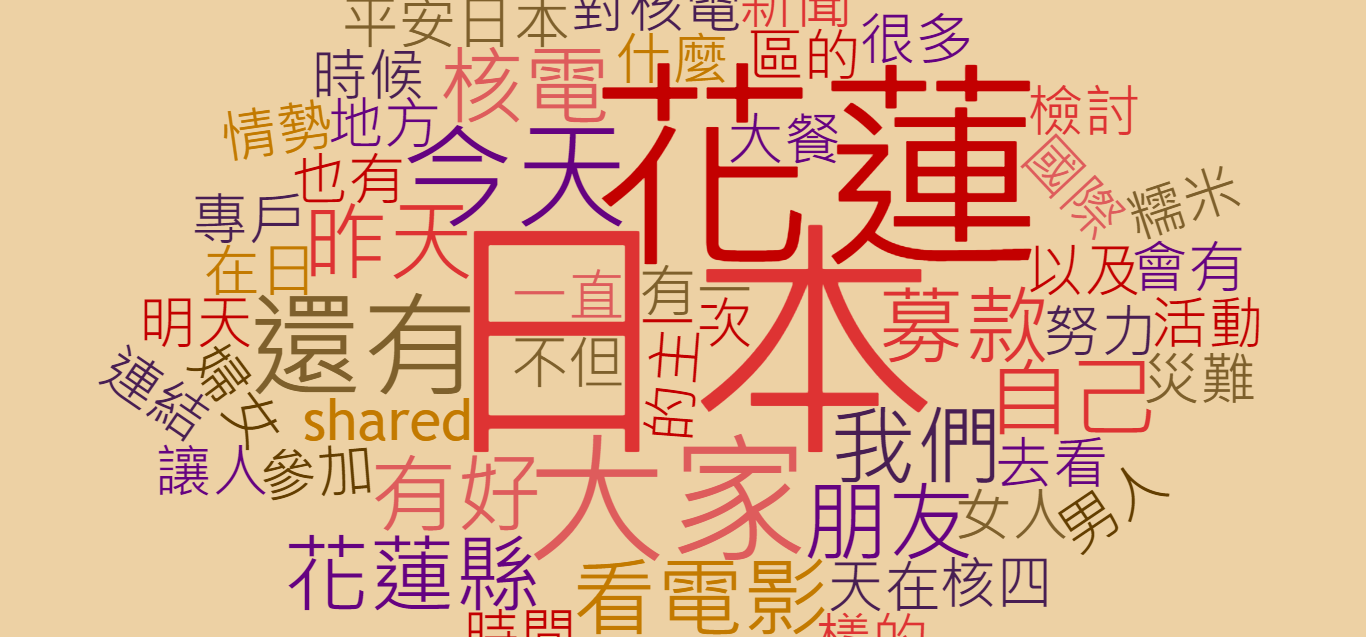 平安日本
對核電
新聞
時候
核電
什麼
區的
很多
情勢
地方
今天
花蓮
大餐
檢討
國際
糯米
也有
專戶
昨天
在日
日本
一直
有一
以及
會有
明天
還有
不但
一次
的主
募款
努力
活動
連結
婦女
shared
自己
災難
讓人
參加
有好
大家
我們
去看
朋友
女人
男人
花蓮縣
看電影
天在
核四
時間
樣的